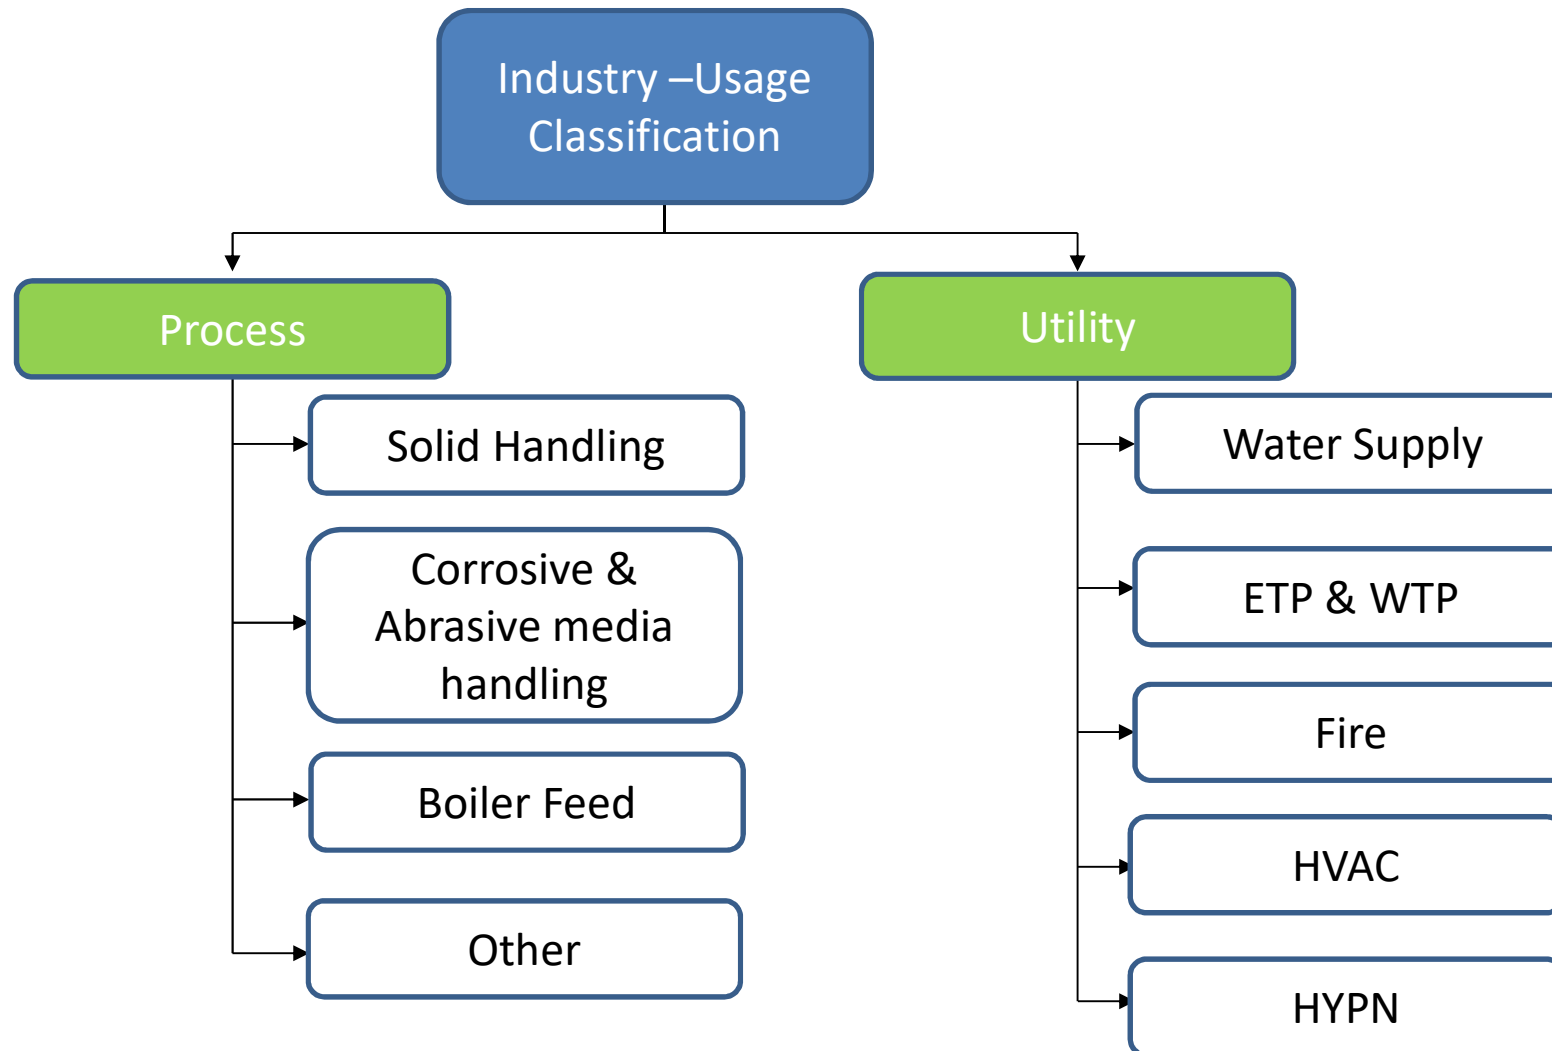 Industry –Usage
Classification
Process
Solid Handling
Corrosive &
Abrasive media
handling
Boiler Feed
Other
Utility
Water Supply
ETP & WTP
Fire
HVAC
HYPN